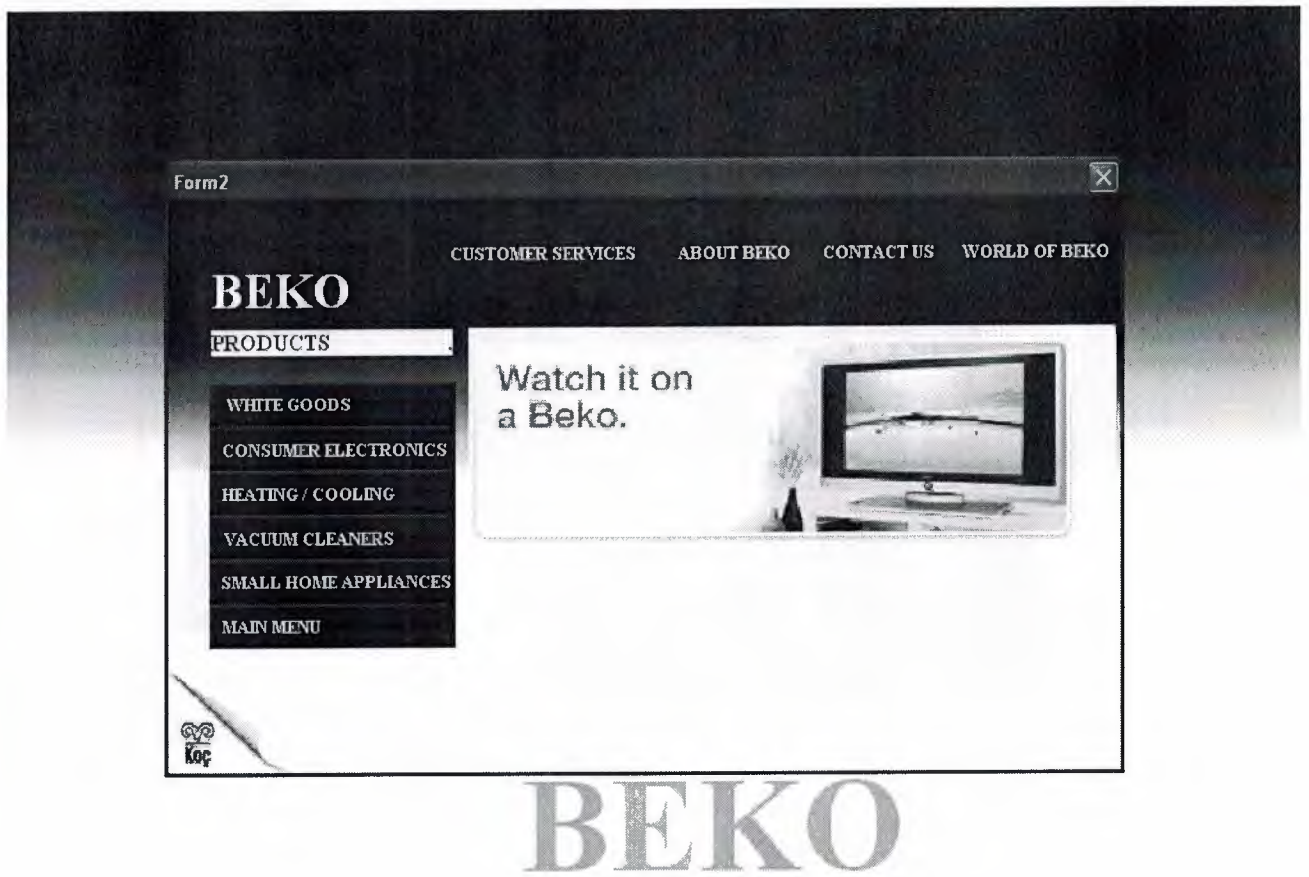 Form2
CUSTOMER SERVICES ABOUT BEKO CONTACT US WORLD OF BEKO
BEKO
PRODUCTS .
Watch it on
a Beko.
WHITE GOODS
CONSUMER ELECTRONICS
HEATING / COOLING
VACUUM CLEANERS
SMALL HOME APPLIANCES
MAIN MENU
Koç
BEKO